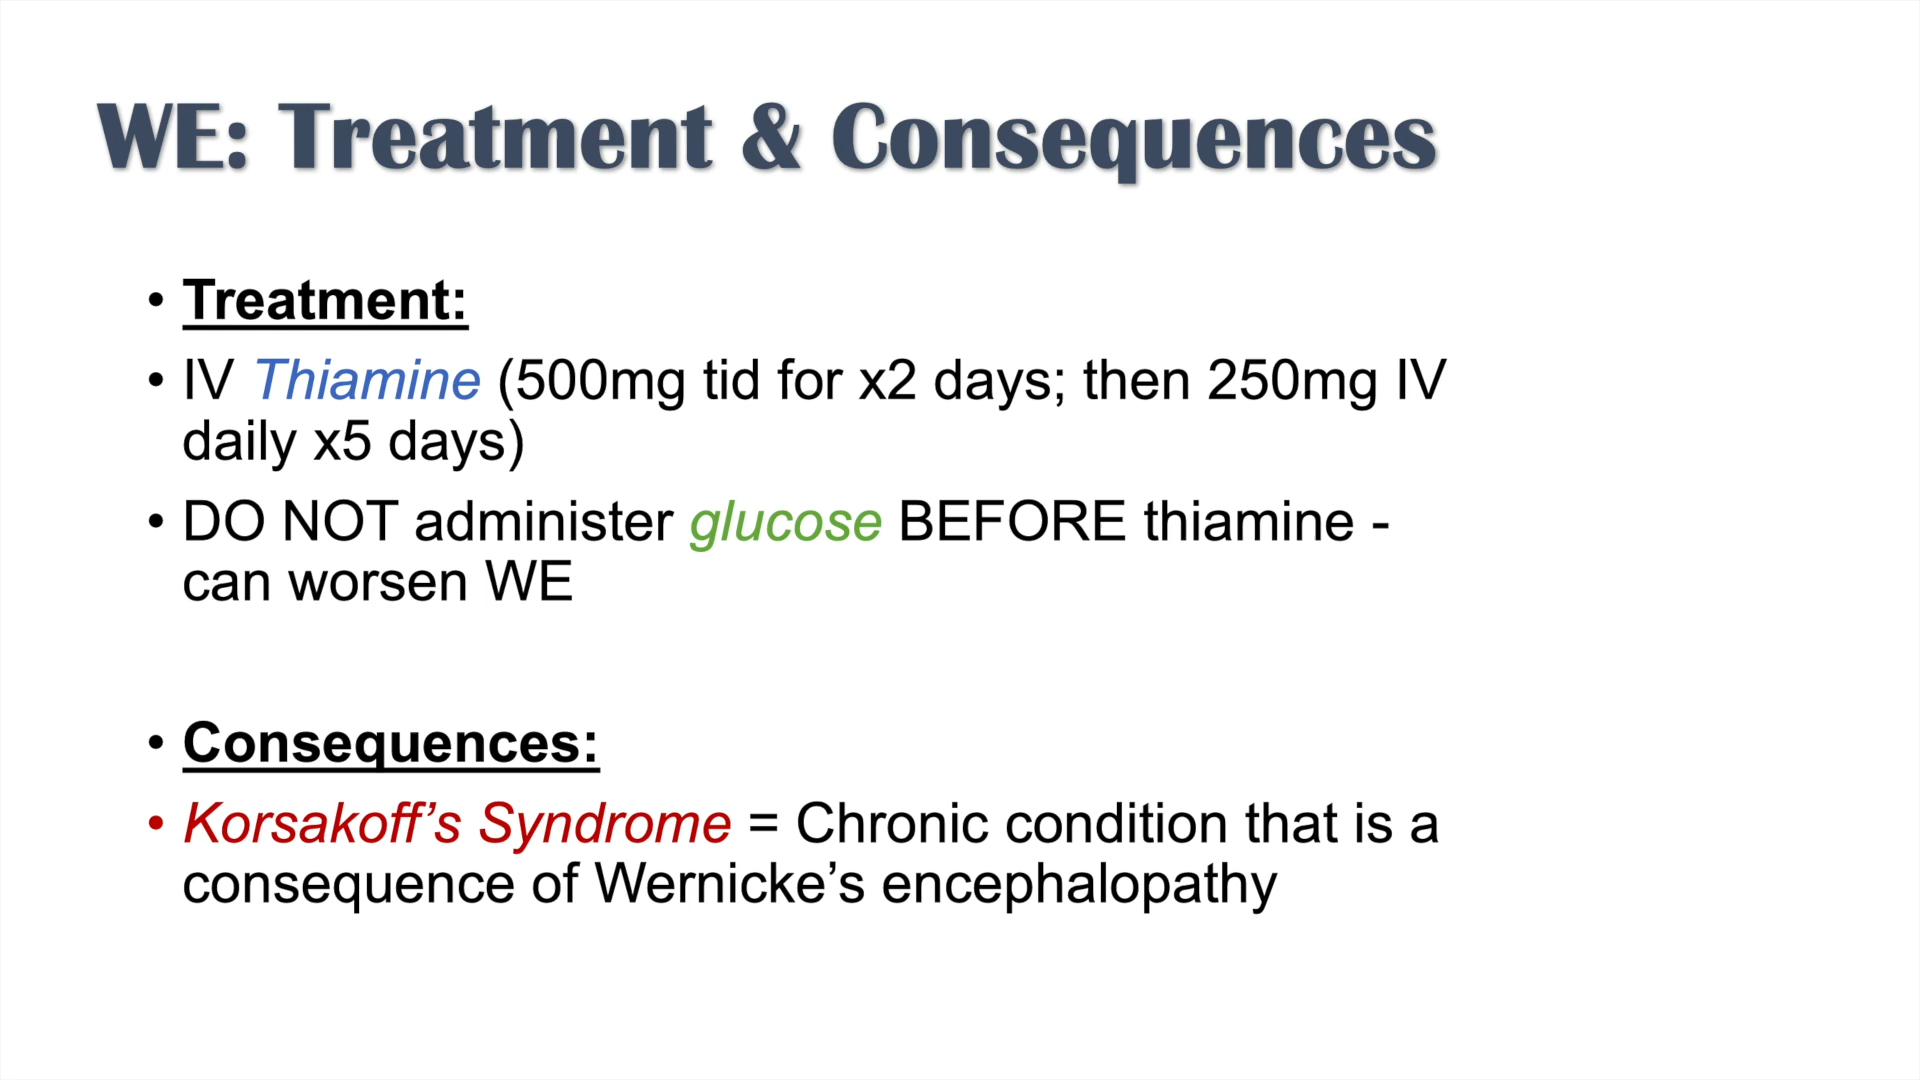 WE: Treatment & Consequences
• Treatment:
• IV Thiamine (500mg tid for x2 days; then 250mg IV
daily x5 days)
• DO NOT administer glucose BEFORE thiamine -
can worsen WE
• Consequences:
• Korsakoff’s Syndrome = Chronic condition that is a
consequence of Wernicke’s encephalopathy